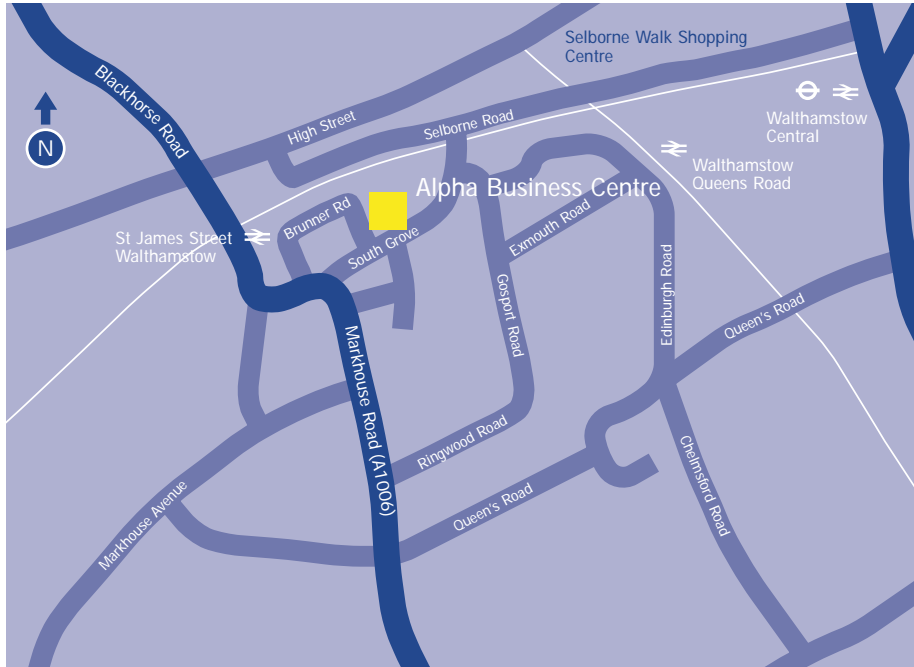 Selborne Walk Shopping
Centre
Blackhorse Road
High Street
Selborne Road
Walthamstow
Central
N
Walthamstow
Queens Road
Alpha Business Centre
Brunner Rd
St James Street
Walthamstow
South Grove
Exmouth Road
Gosport Road
Edinburgh Road
Queen's Road
Markhouse Road (A1006)
Ringwood Road
Chelmsford Road
Queen's Road
Markhouse Avenue